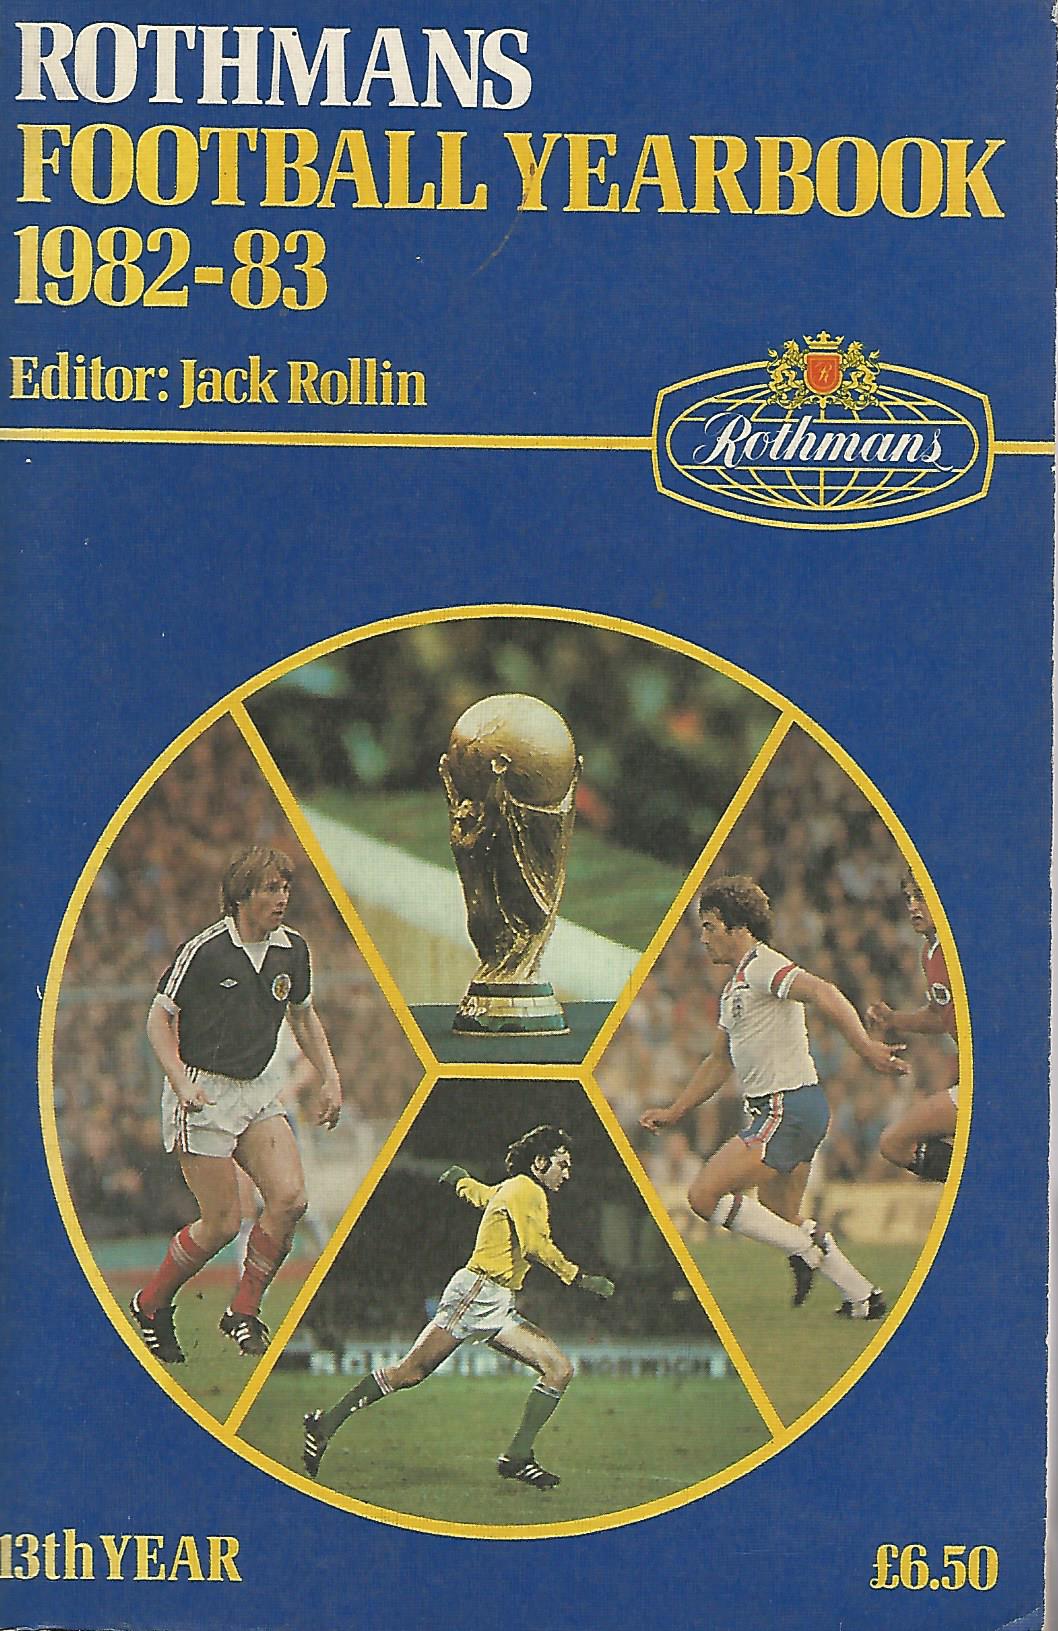 ROTHMANS
FOOTBALL YEARBOOK
1982-83
Editor: Jack Rollin
R
Rothmans
13th YEAR
£6.50